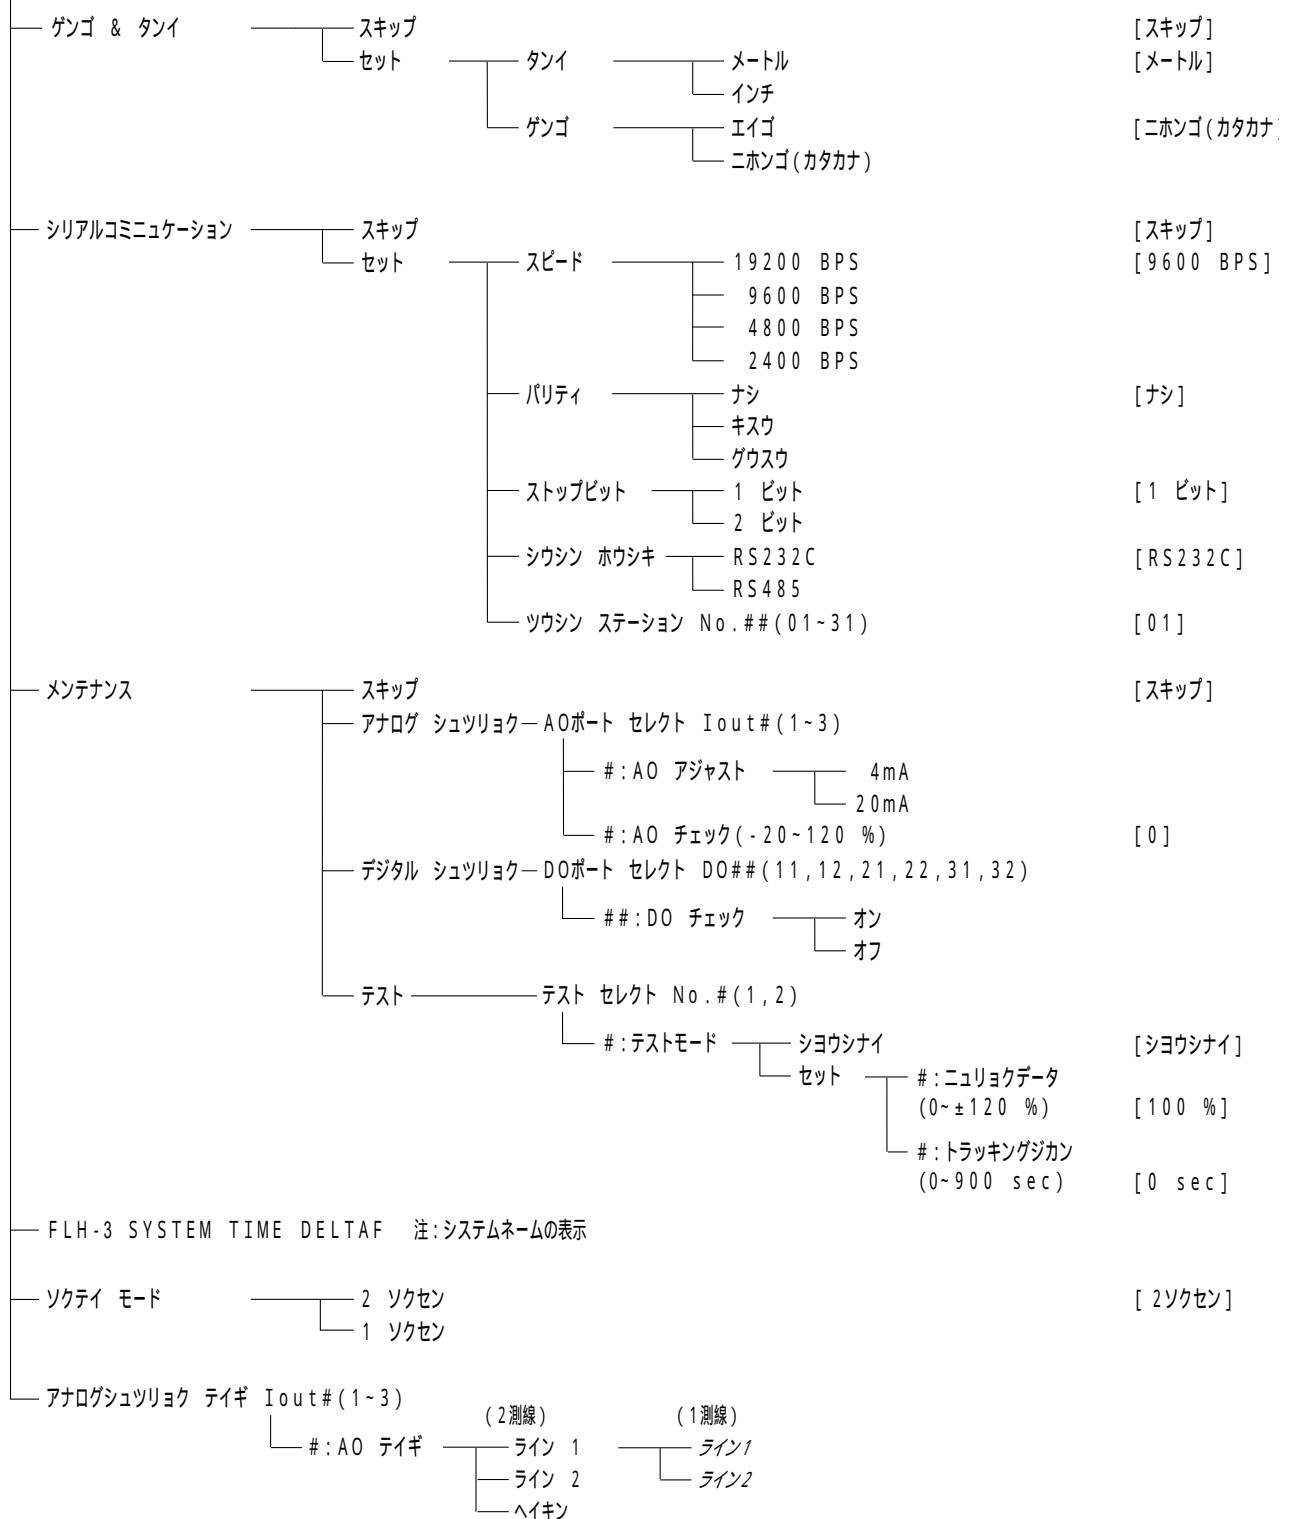 ゲンゴ & タンイ スキップ [スキップ]
セット タンイ メートル [メートル]
インチ
ゲンゴ エイゴ [ニホンゴ(カタカナ]
ニホンゴ(カタカナ)
シリアルコミニュケーション スキップ [スキップ]
セット スピード 19200 BPS [9600 BPS]
9600 BPS
4800 BPS
2400 BPS
パリティ ナシ [ナシ]
キスウ
グウスウ
ストップビット 1 ビット [1 ビット]
2 ビット
シウシン ホウシキ RS232C [RS232C]
RS485
ツウシン ステーション No.##(01~31) [01]
メンテナンス スキップ [スキップ]
アナログ シュツリョク AOポート セレクト Iout#(1~3)
#:AO アジャスト 4mA
20mA
#:AO チェック(-20~120 %) [0]
デジタル シュツリョク DOポート セレクト DO##(11,12,21,22,31,32)
##:DO チェック オン
オフ
テスト テスト セレクト No.#(1,2)
#:テストモード シヨウシナイ [シヨウシナイ]
セット #:ニュリョクデータ
(0~±120 %) [100 %]
#:トラッキングジカン
(0~900 sec) [0 sec]
FLH-3 SYSTEM TIME DELTAF 注:システムネームの表示
ソクテイ モード 2 ソクセン [ 2ソクセン]
1 ソクセン
アナログシュツリョク テイギ Iout#(1~3)
(2測線) (1測線)
#:AO テイギ ライン 1 ライン1
ライン 2 ライン2
ヘイキン